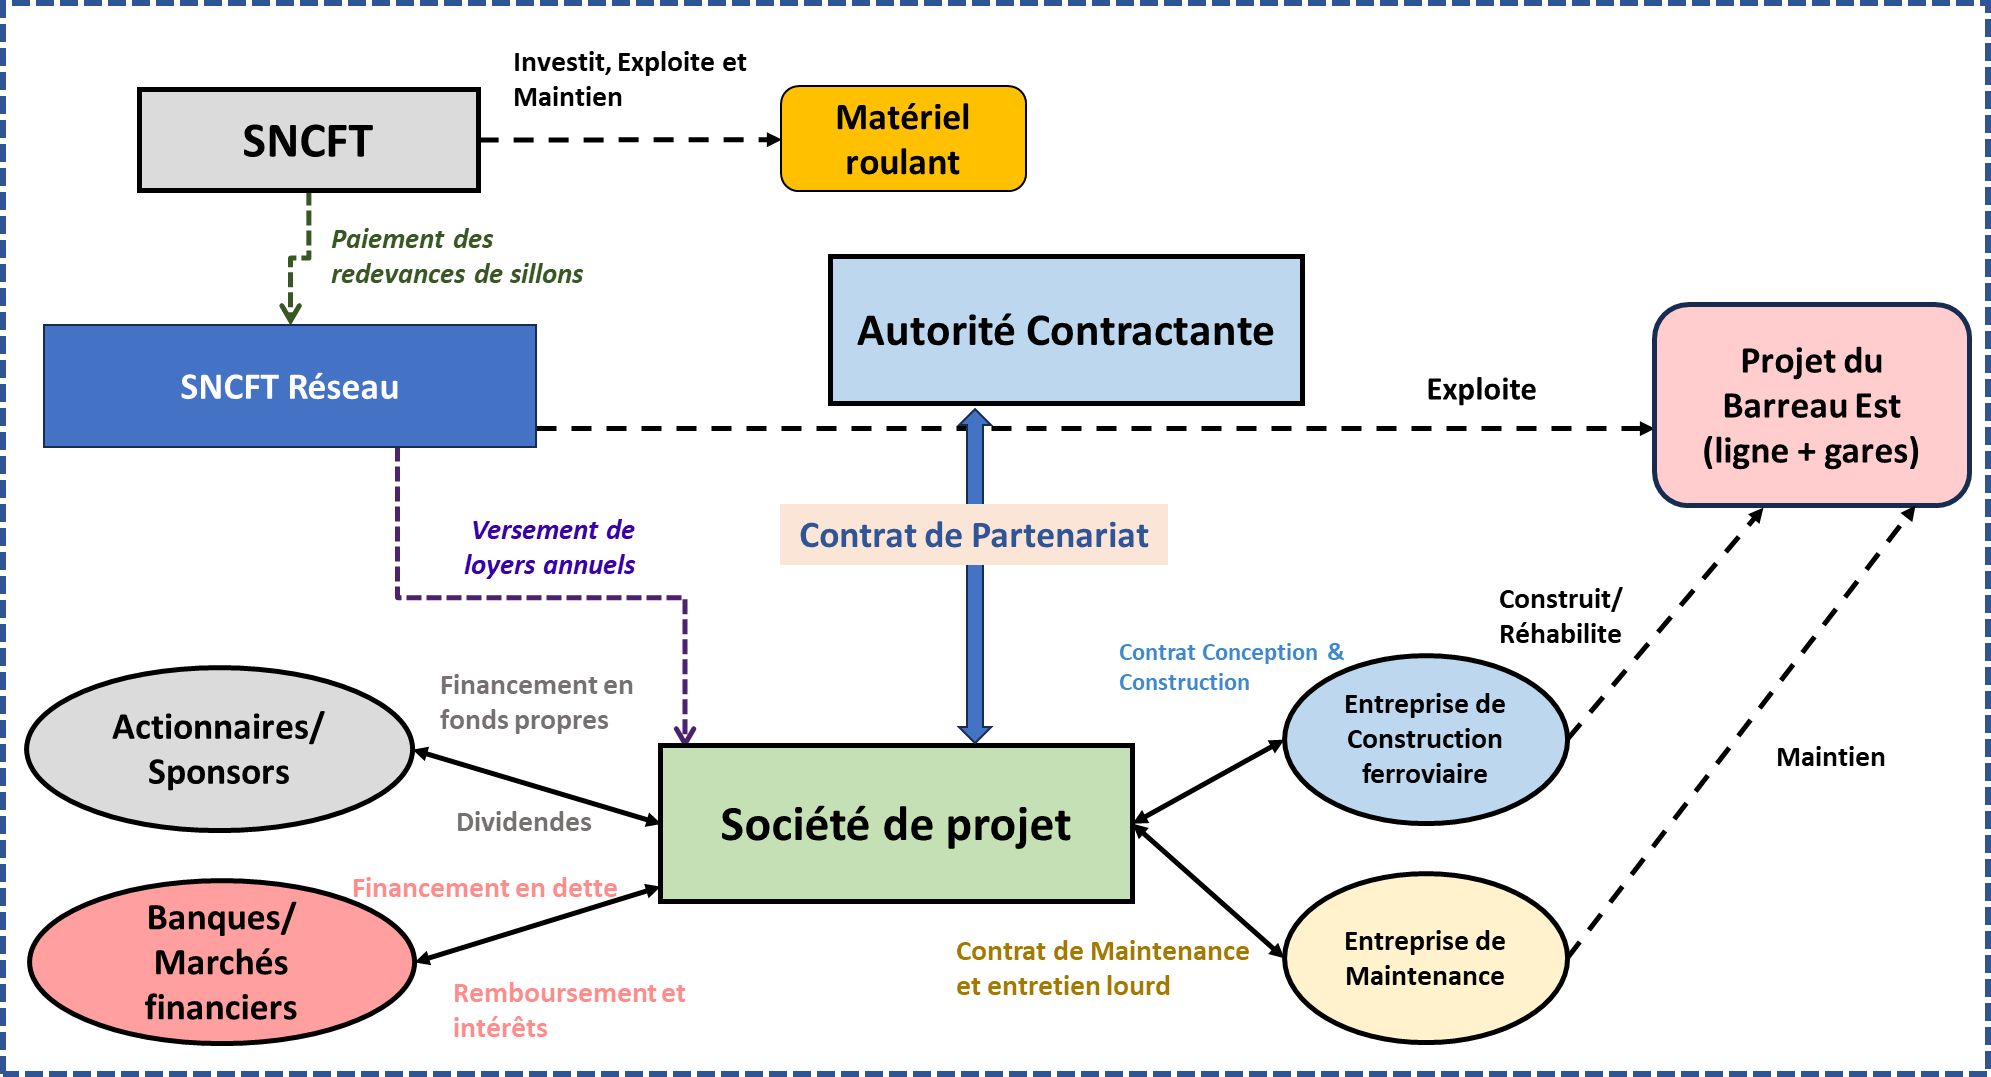 Investit, Exploite et
Maintien
SNCFT
Matériel
roulant
Paiement des
redevances de sillons
Autorité Contractante
SNCFT Réseau
Exploite
Projet du
Barreau Est
(ligne + gares)
Versement de
loyers annuels
Contrat de Partenariat
Construit/
Réhabilite
Contrat Conception &
Construction
Financement en
fonds propres
Actionnaires/
Sponsors
Entreprise de
Construction
ferroviaire
Maintien
Dividendes
Société de projet
Financement en dette
Banques/
Marchés
financiers
Contrat de Maintenance
et entretien lourd
Entreprise de
Maintenance
Remboursement et
intérêts